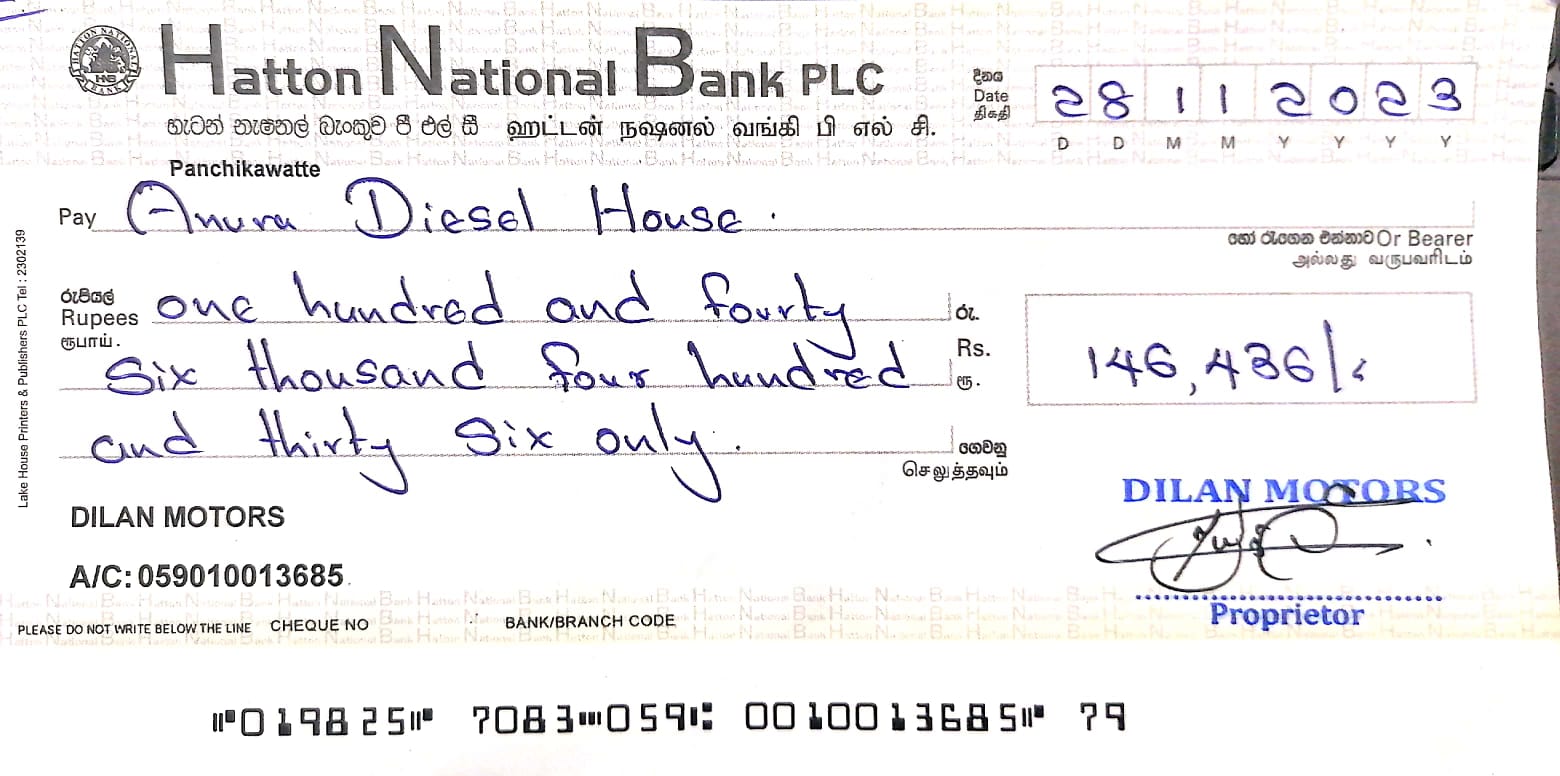 Hatton National Bank PLC
හැටන් නැෂනල් බෑංකුව පී එල් සී ஹட்டன் நஷனல் வங்கி பி எல் சி.
දිනය
Date
திகதி
28 11 2023
D D M M Y Y Y Y
Panchikawatte
Pay Anura Diesel House.
හෝ රැගෙන එන්නාට Or Bearer
அல்லது வருபவரிடம்
රුපියල්
Rupees
ரூபாய்.
one hundred and fourty
six thousand four hundred
and thirty six only.
රු.
Rs.
ரூ.
146,436/-
ගෙවනු
செலுத்தவும்
DILAN MOTORS
A/C: 059010013685
DILAN MOTORS
Proprietor
PLEASE DO NOT WRITE BELOW THE LINE CHEQUE NO BANK/BRANCH CODE
019825 7083 059 0010013685 79
Lake House Printers & Publishers PLC Tel : 2302139
HATTON NATIONAL BANK
HNB